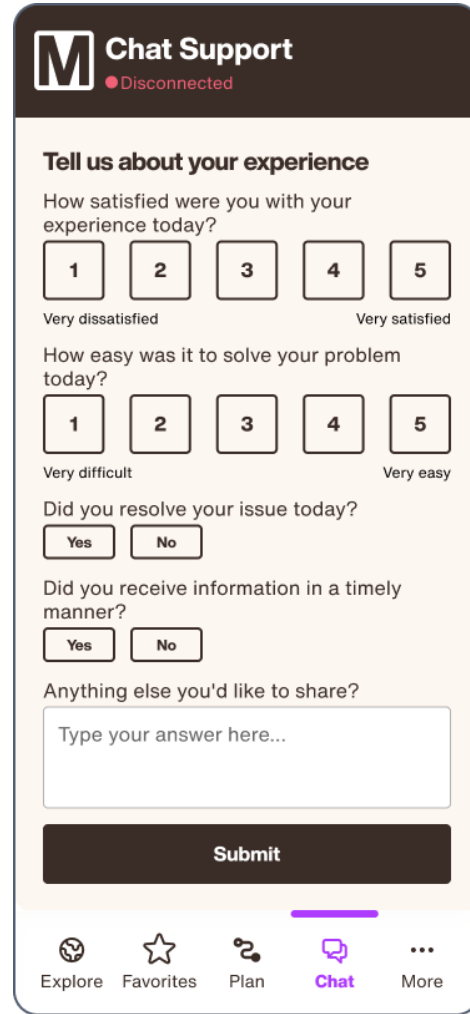 M
Chat Support
Disconnected
Tell us about your experience
How satisfied were you with your
experience today?
1 2 3 4 5
Very dissatisfied Very satisfied
How easy was it to solve your problem
today?
1 2 3 4 5
Very difficult Very easy
Did you resolve your issue today?
Yes No
Did you receive information in a timely
manner?
Yes No
Anything else you'd like to share?
Type your answer here...
Submit
Explore Favorites Plan Chat More